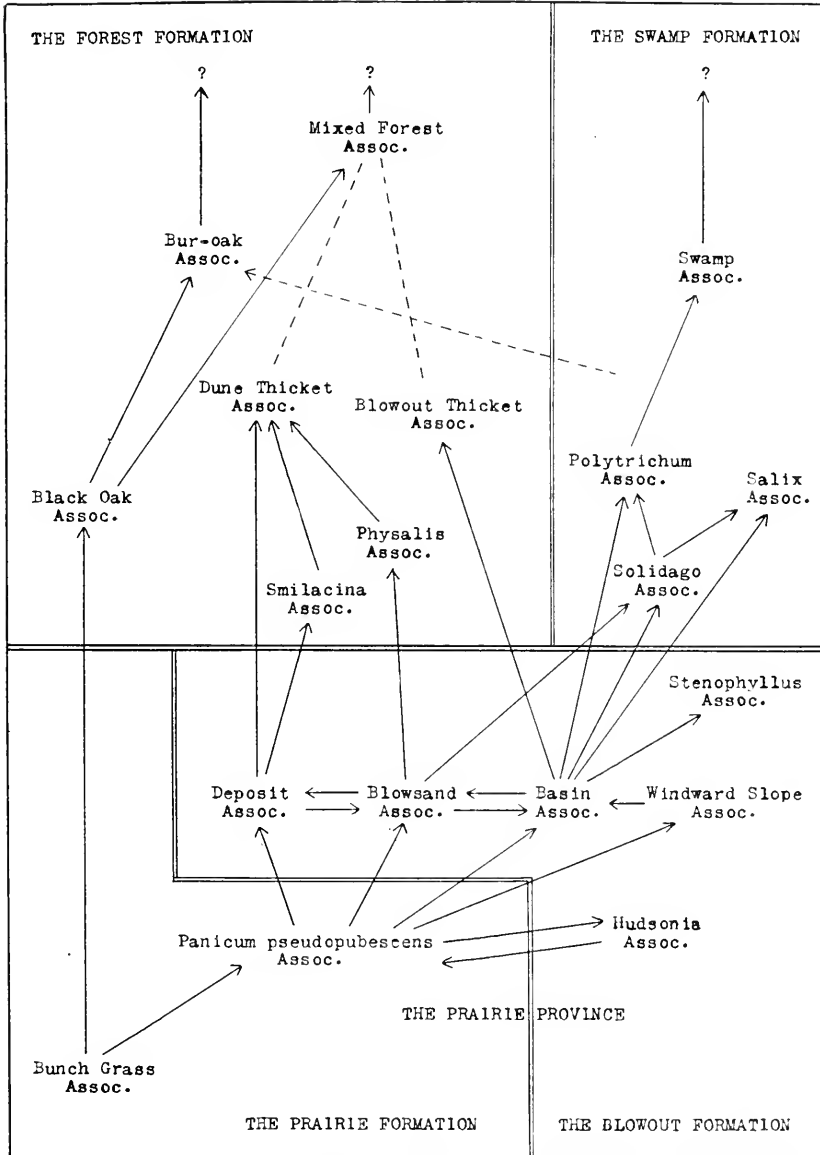 THE FOREST FORMATION
THE SWAMP FORMATION
?
?
?
Mixed Forest
Assoc.
Bur-oak
Assoc.
Swamp
Assoc.
Dune Thicket
Assoc.
Blowout Thicket
Assoc.
Polytrichum
Assoc.
Salix
Assoc.
Black Oak
Assoc.
Physalis
Assoc.
Solidago
Assoc.
Smilacina
Assoc.
Stenophyllus
Assoc.
Deposit
Assoc.
Blowsand
Assoc.
Basin
Assoc.
Windward Slope
Assoc.
Hudsonia
Assoc.
Panicum pseudopubescens
Assoc.
THE PRAIRIE PROVINCE
Bunch Grass
Assoc.
THE PRAIRIE FORMATION
THE BLOWOUT FORMATION